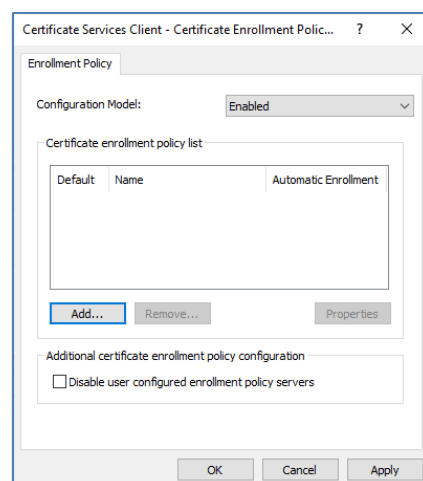 Certificate Services Client - Certificate Enrollment Polic... ? ×
Enrollment Policy
Configuration Model: Enabled
Certificate enrollment policy list
Default Name Automatic Enrollment
Add... Remove... Properties
Additional certificate enrollment policy configuration
Disable user configured enrollment policy servers
OK Cancel Apply